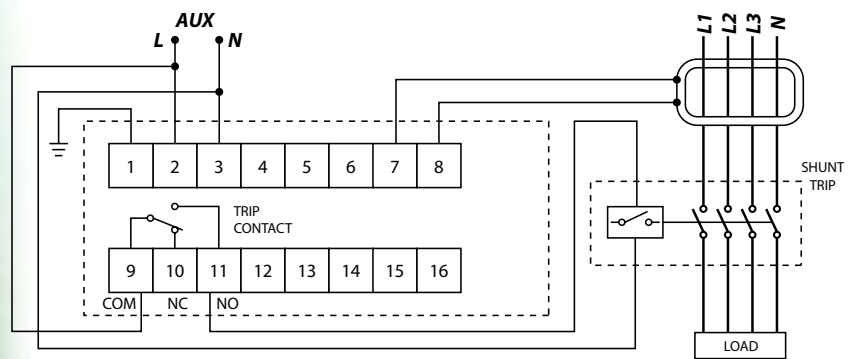 AUX
L N
L1 L2 L3 N
SHUNT
TRIP
1 2 3 4 5 6 7 8
TRIP
CONTACT
9 10 11 12 13 14 15 16
COM NC NO
LOAD